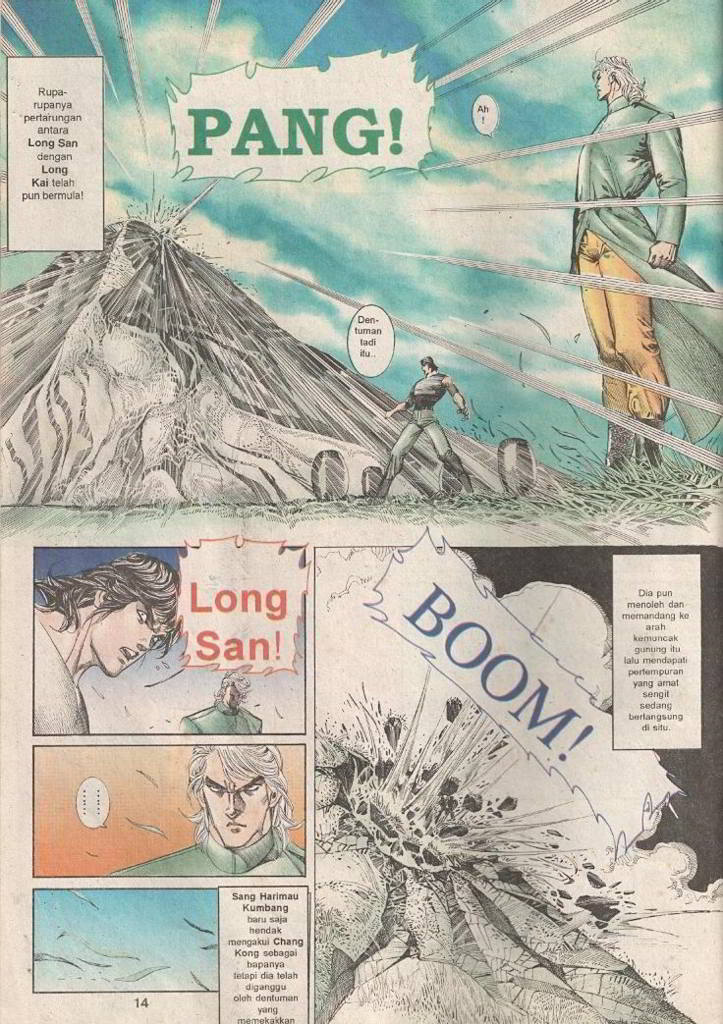 Rupa-
rupanya
pertarungan
antara
Long San
dengan
Long
Kai telah
pun bermula!
PANG!
Ah
!
Den-
tuman
tadi
itu..
Long
San!
BOOM!
Dia pun
menoleh dan
memandang ke
arah
kemuncak
gunung itu
lalu mendapati
pertempuran
yang amat
sengit
sedang
berlangsung
di situ.
Sang Harimau
Kumbang
baru saja
hendak
mengakui Chang
Kong sebagai
bapanya
tetapi dia telah
diganggu
oleh dentuman
yang
memekakkan
14